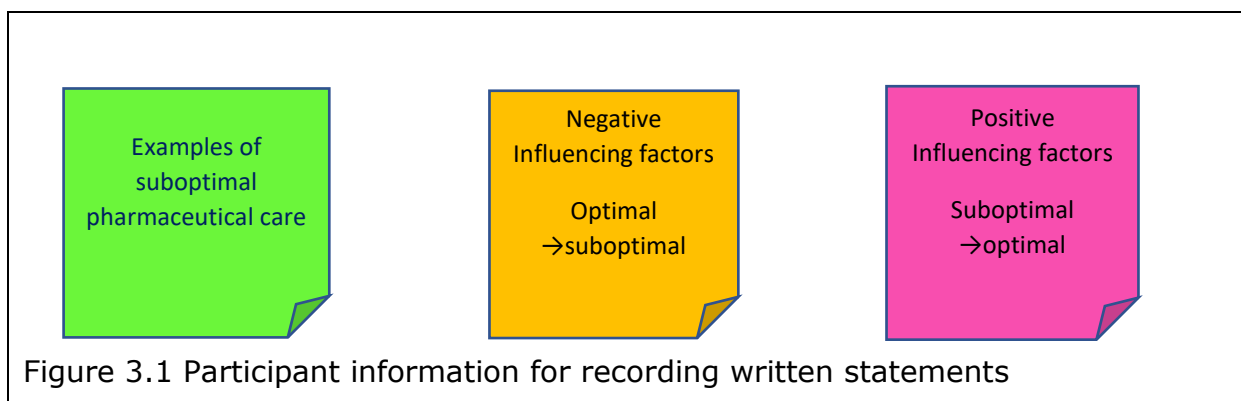 Examples of
suboptimal
pharmaceutical care
Negative
Influencing factors
Optimal
→suboptimal
Positive
Influencing factors
Suboptimal
→optimal
Figure 3.1 Participant information for recording written statements